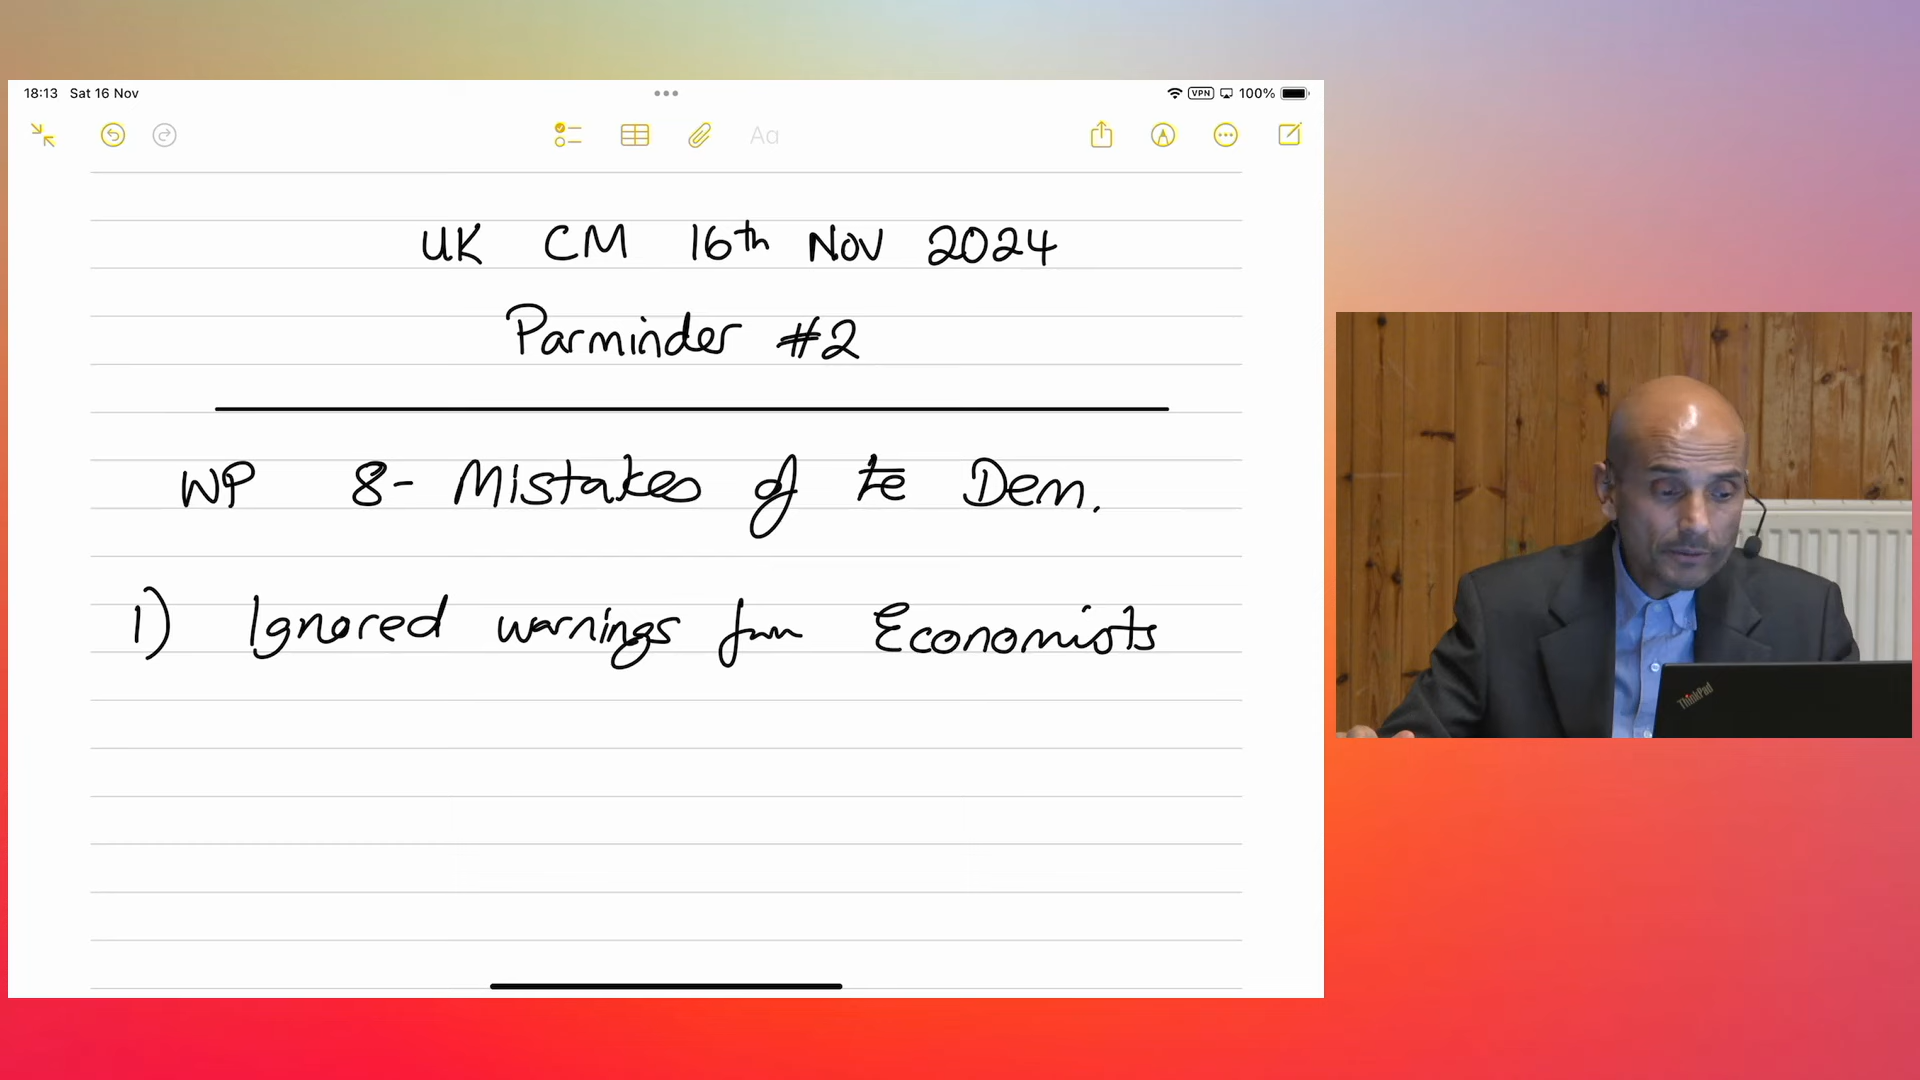 18:13 Sat 16 Nov
VPN 100%
Aa
UK CM 16th Nov 2024
Parminder #2
WP 8- Mistakes of te Dem.
1) Ignored warnings from Economists
ThinkPad